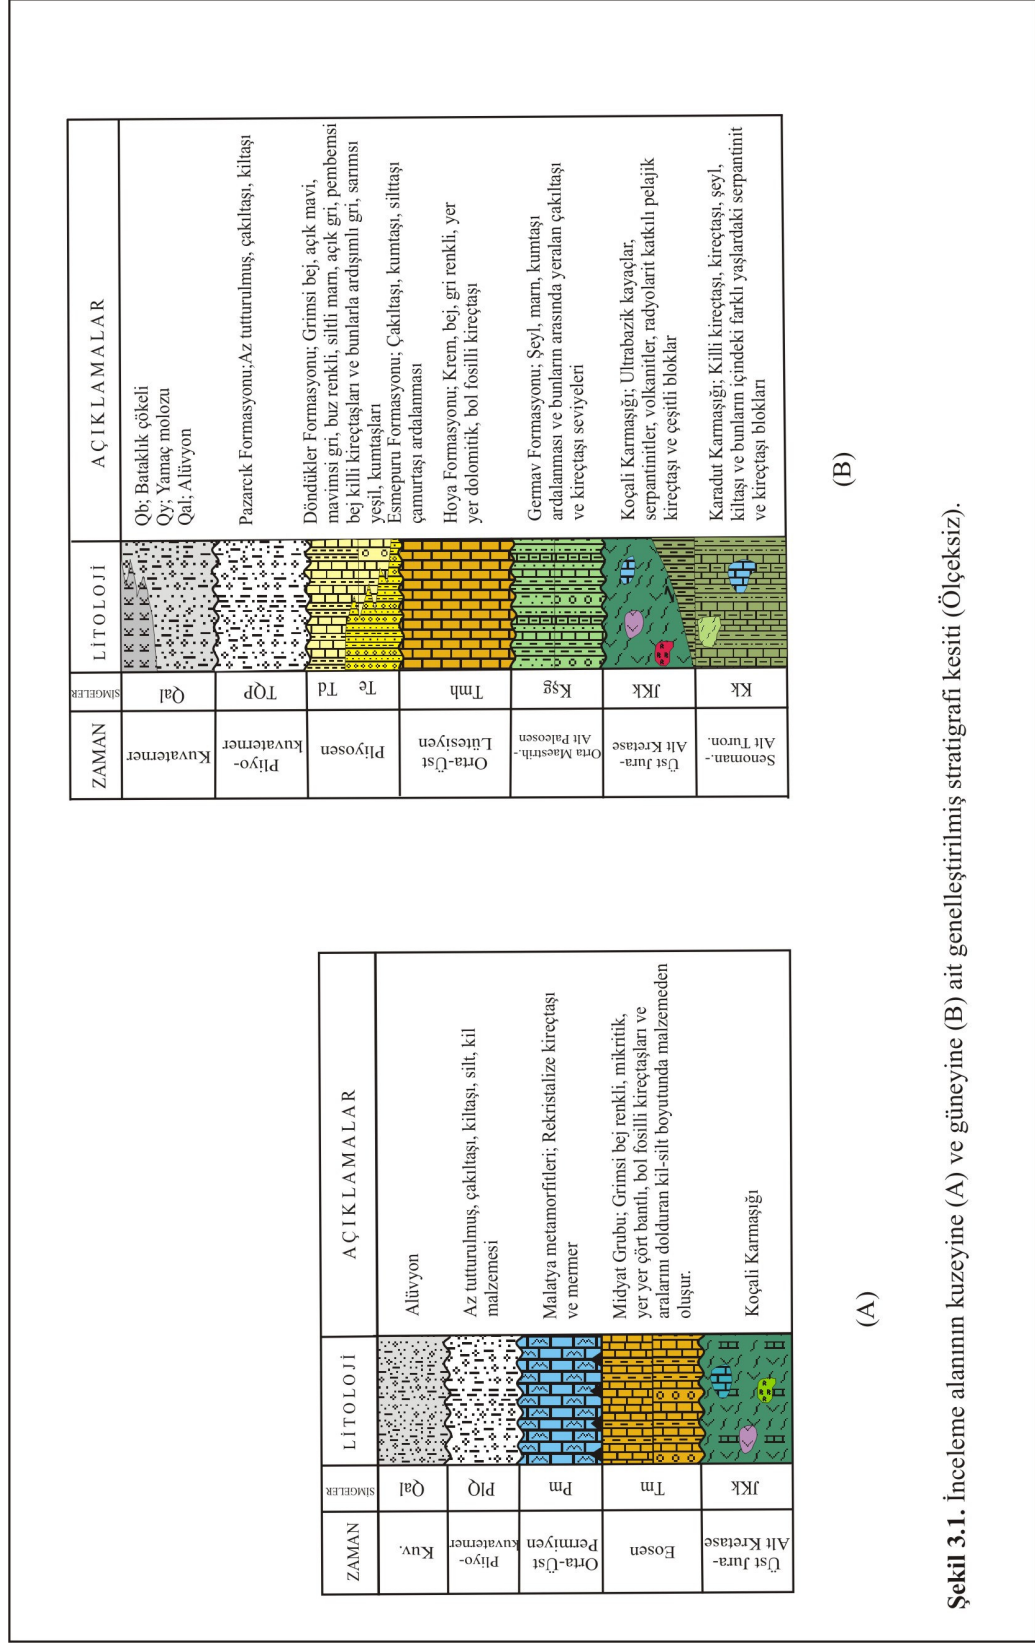 ZAMAN
SİMGELER
LİTOLOJİ
AÇIKLAMALAR
Kuv.
Qal
Alüvyon
Pliyo-
kuvaterner
PlQ
Az tutturulmuş, çakıltaşı, kiltaşı, silt, kil
malzemesi
Orta-Üst
Permiyen
Pm
Malatya metamorfitleri; Rekristalize kireçtaşı
ve mermer
Eosen
Tm
Midyat Grubu; Grimsi bej renkli, mikritik,
yer yer çört bantlı, bol fosilli kireçtaşları ve
aralarını dolduran kil-silt boyutunda malzemeden
oluşur.
Üst Jura-
Alt Kretase
JKk
Koçali Karmaşığı
(A)
ZAMAN
SİMGELER
LİTOLOJİ
AÇIKLAMALAR
Kuvaterner
Qal
Qb; Bataklık çökeli
Qy; Yamaç molozu
Qal; Alüvyon
Pliyo-
kuvaterner
TQP
Pazarcık Formasyonu;Az tutturulmuş, çakıltaşı, kiltaşı
Pliyosen
Td
Te
Döndükler Formasyonu; Grimsi bej, açık mavi,
mavimsi gri, buz renkli, siltli marn, açık gri, pembemsi
bej killi kireçtaşları ve bunlarla ardışımlı gri, sarımsı
yeşil, kumtaşları
Esmepuru Formasyonu; Çakıltaşı, kumtaşı, silttaşı
çamurtaşı ardalanması
Orta-Üst
Lütesiyen
Tmh
Hoya Formasyonu; Krem, bej, gri renkli, yer
yer dolomitik, bol fosilli kireçtaşı
Orta Maestrih.-
Alt Paleosen
Kşg
Germav Formasyonu; Şeyl, marn, kumtaşı
ardalanması ve bunların arasında yeralan çakıltaşı
ve kireçtaşı seviyeleri
Üst Jura-
Alt Kretase
JKk
Koçali Karmaşığı; Ultrabazik kayaçlar,
serpantinitler, volkanitler, radyolarit katkılı pelajik
kireçtaşı ve çeşitli bloklar
Senoman.-
Alt Turon.
Kk
Karadut Karmaşığı; Killi kireçtaşı, kireçtaşı, şeyl,
kiltaşı ve bunların içindeki farklı yaşlardaki serpantinit
ve kireçtaşı blokları
(B)
Şekil 3.1. İnceleme alanının kuzeyine (A) ve güneyine (B) ait genelleştirilmiş stratigrafi kesiti (Ölçeksiz).